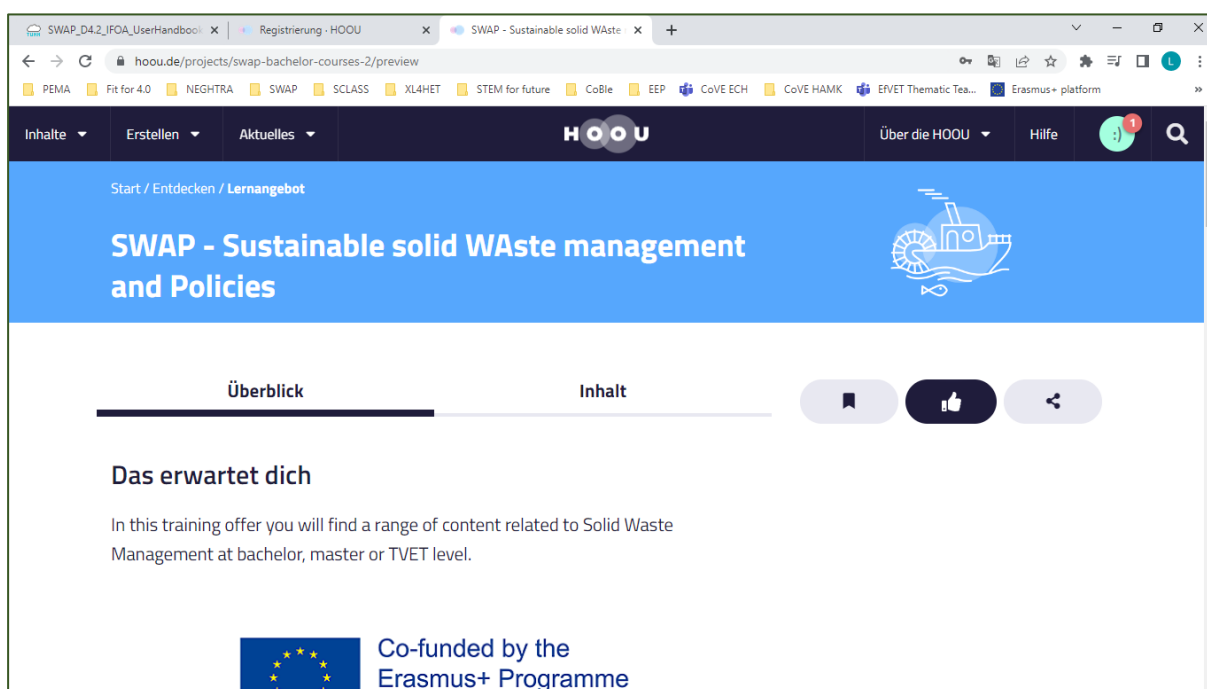 SWAP_D4.2_IFOA_UserHandbook
Registrierung · HOOU
SWAP - Sustainable solid WAste
hoou.de/projects/swap-bachelor-courses-2/preview
L
PEMA Fit for 4.0 NEGHTRA SWAP SCLASS XL4HET STEM for future CoBle EEP CoVE ECH CoVE HAMK EfVET Thematic Tea... Erasmus+ platform »
Inhalte Erstellen Aktuelles HOOU Über die HOOU Hilfe :) 1
Start / Entdecken / Lernangebot
SWAP - Sustainable solid WAste management
and Policies
Überblick Inhalt
Das erwartet dich
In this training offer you will find a range of content related to Solid Waste
Management at bachelor, master or TVET level.
Co-funded by the
Erasmus+ Programme